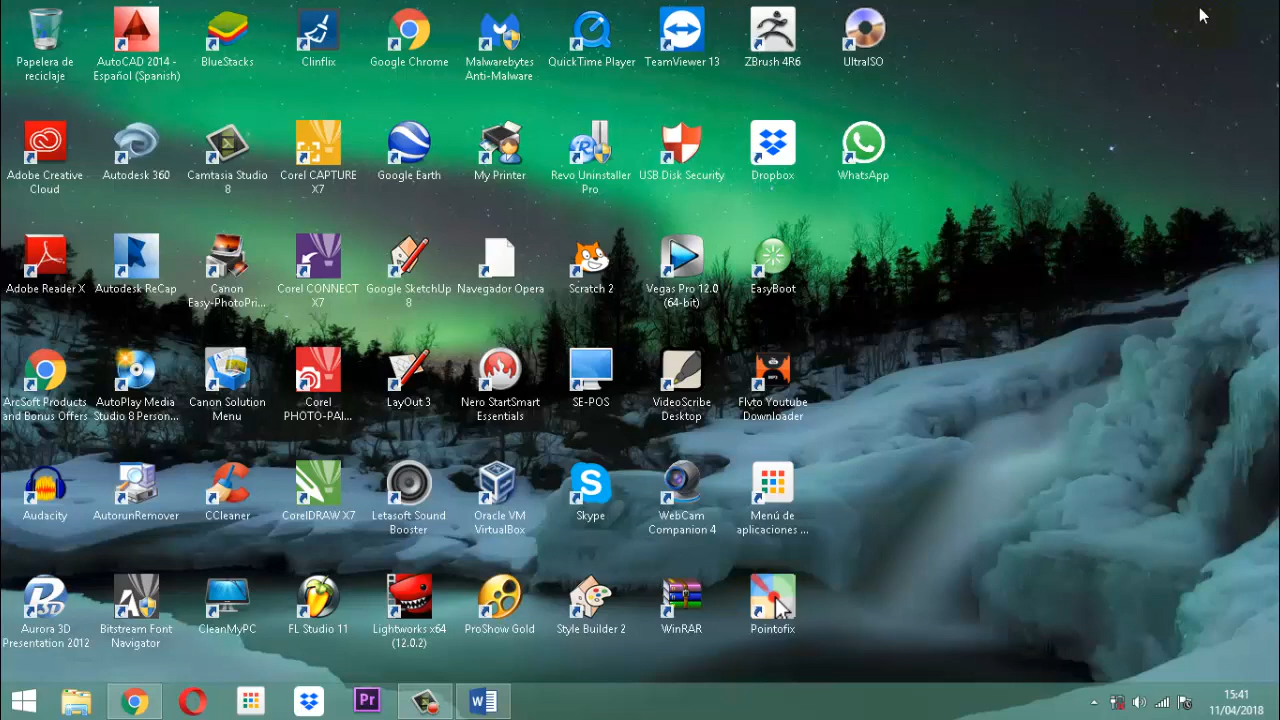 Papelera de
reciclaje
AutoCAD 2014 -
Español (Spanish)
BlueStacks
Clinflix
Google Chrome
Malwarebytes
Anti-Malware
QuickTime Player
TeamViewer 13
ZBrush 4R6
UltraISO
Adobe Creative
Cloud
Autodesk 360
Camtasia Studio
8
Corel CAPTURE
X7
Google Earth
My Printer
Revo Uninstaller
Pro
USB Disk Security
Dropbox
WhatsApp
Adobe Reader X
Autodesk ReCap
Canon
Easy-PhotoPri...
Corel CONNECT
X7
Google SketchUp
8
Navegador Opera
Scratch 2
Vegas Pro 12.0
(64-bit)
EasyBoot
ArcSoft Products
and Bonus Offers
AutoPlay Media
Studio 8 Person...
Canon Solution
Menu
Corel
PHOTO-PAI...
LayOut 3
Nero StartSmart
Essentials
SE-POS
VideoScribe
Desktop
Flvto Youtube
Downloader
Audacity
AutorunRemover
CCleaner
CorelDRAW X7
Letasoft Sound
Booster
Oracle VM
VirtualBox
Skype
WebCam
Companion 4
Menú de
aplicaciones ...
Aurora 3D
Presentation 2012
Bitstream Font
Navigator
CleanMyPC
FL Studio 11
Lightworks x64
(12.0.2)
ProShow Gold
Style Builder 2
WinRAR
Pointofix
Pr
15:41
11/04/2018